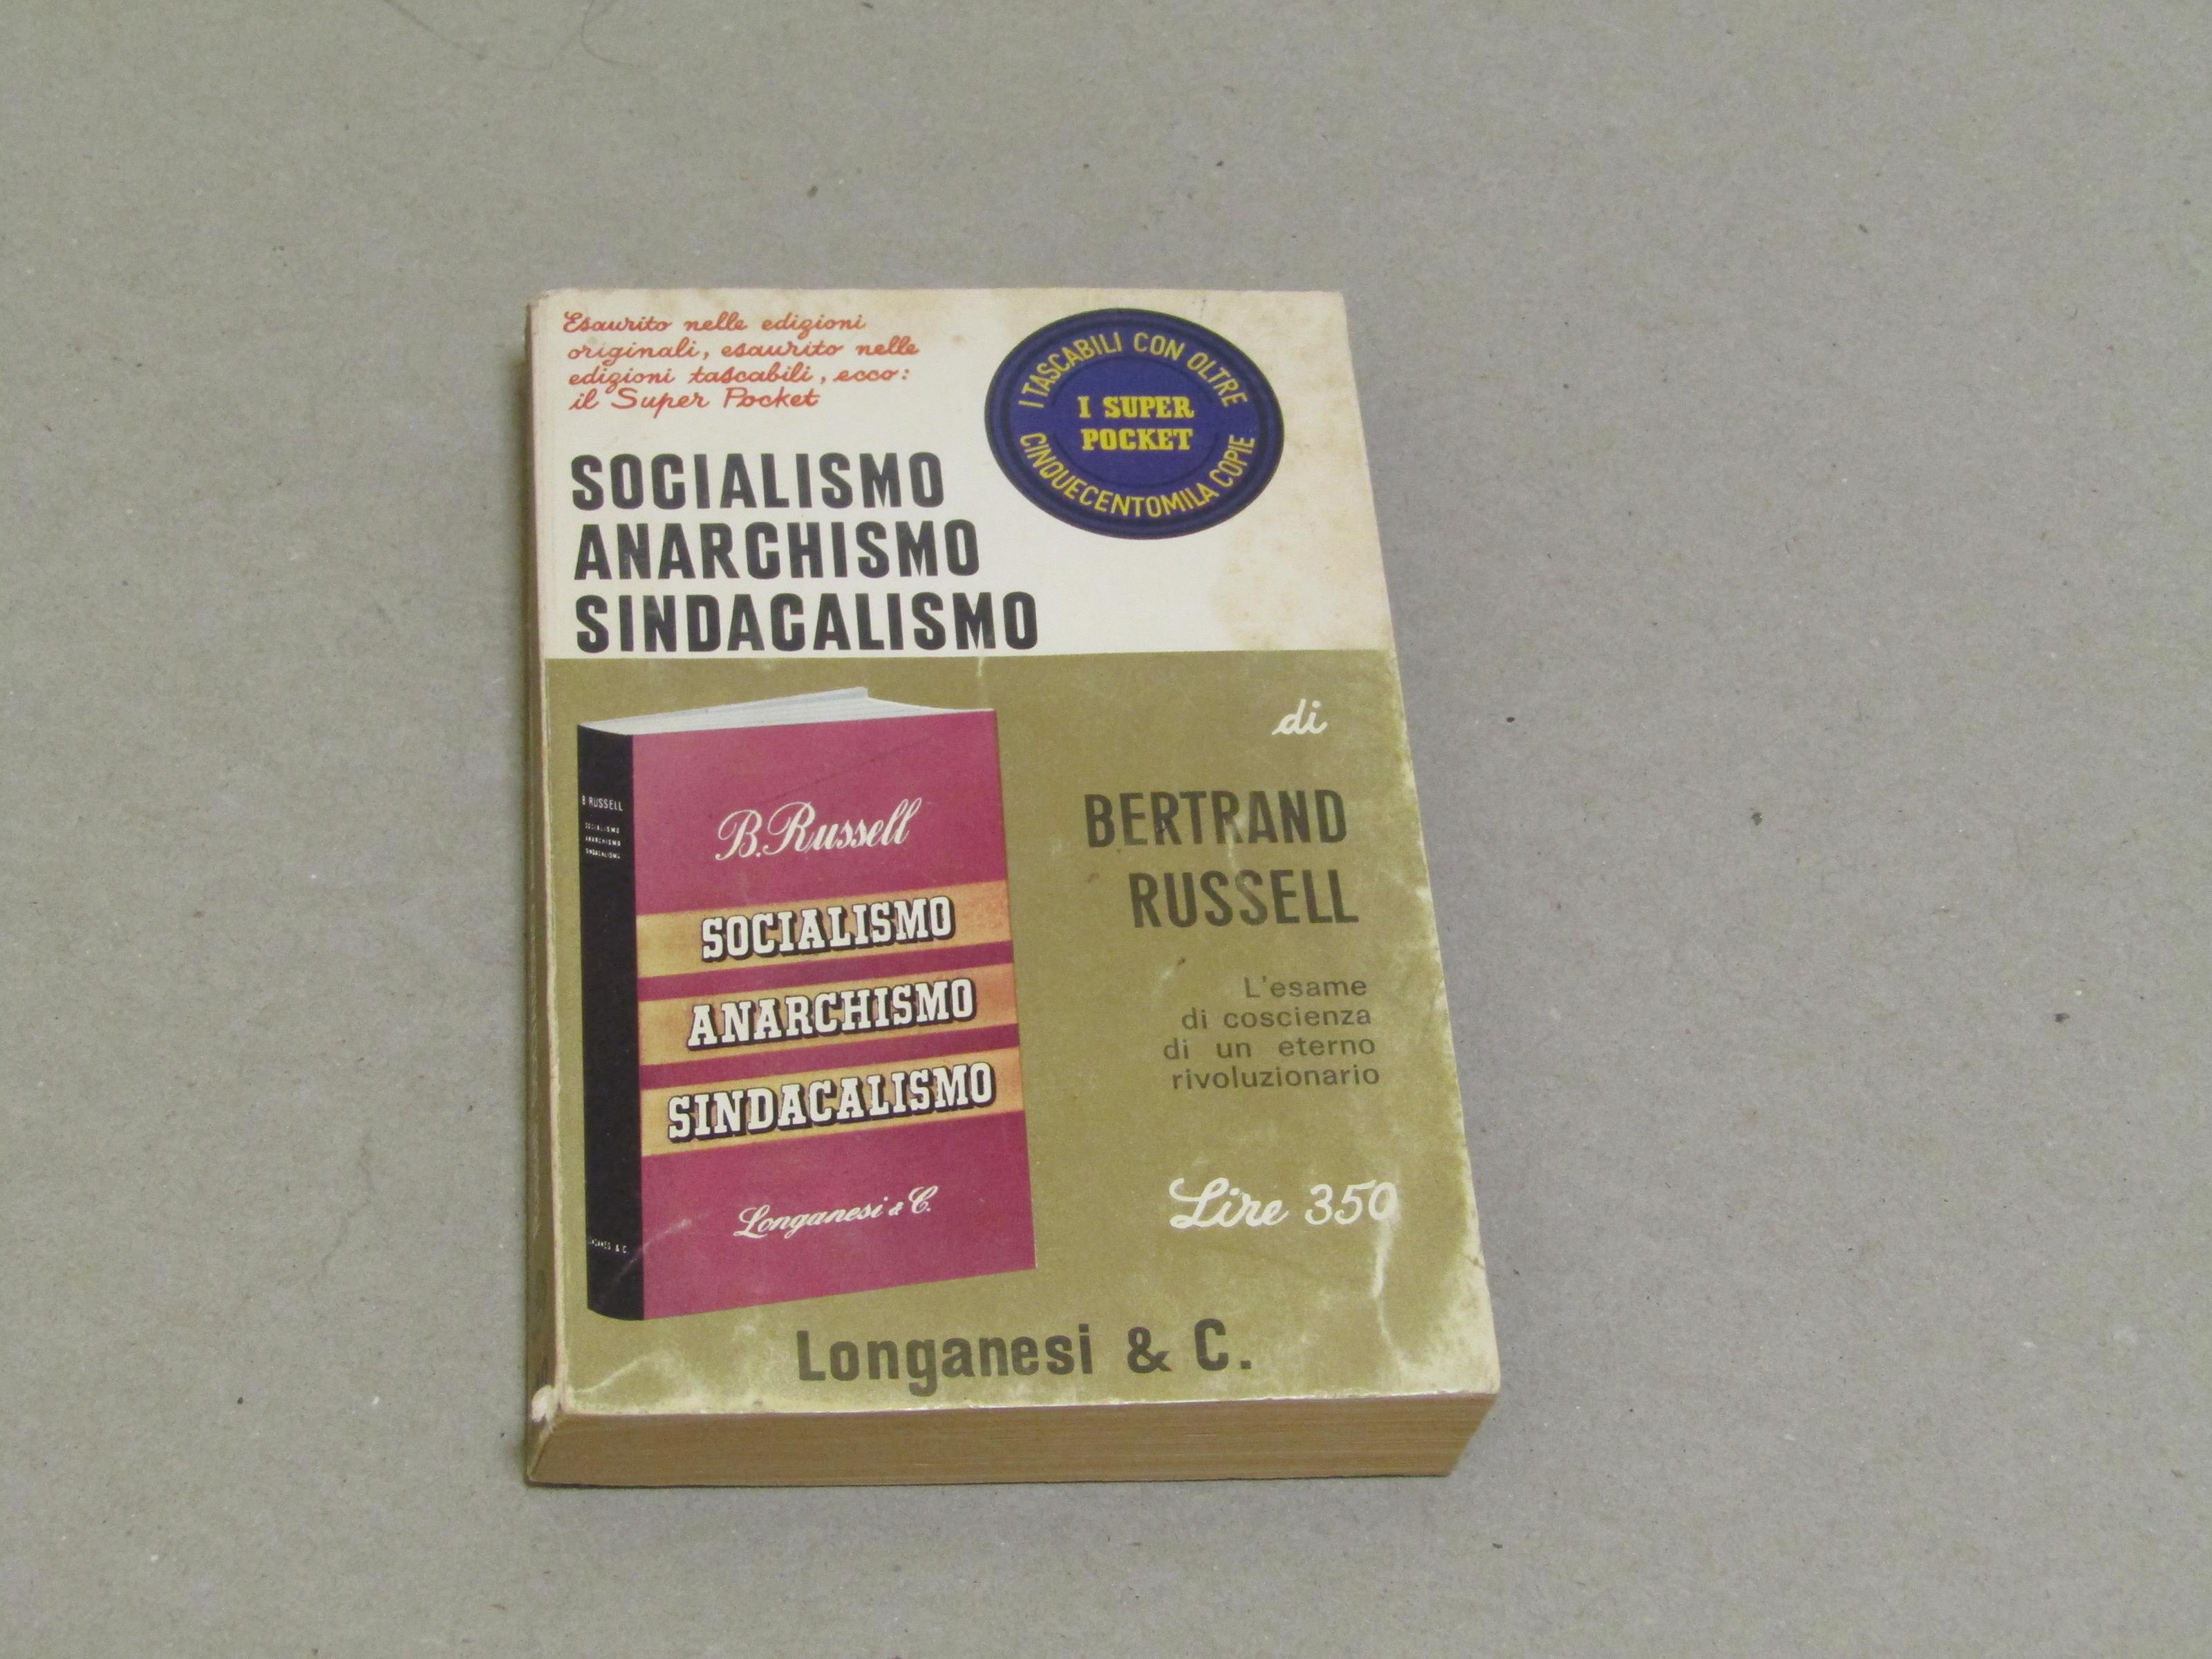 Esaurito nelle edizioni
originali, esaurito nelle
edizioni tascabili, ecco:
il Super Pocket
I TASCABILI CON OLTRE
CINQUECENTOMILA COPIE
I SUPER
POCKET
SOCIALISMO
ANARCHISMO
SINDACALISMO
di
BERTRAND
RUSSELL
L'esame
di coscienza
di un eterno
rivoluzionario
Lire 350
B. RUSSELL
SOCIALISMO
ANARCHISMO
SINDACALISMO
B. Russell
SOCIALISMO
ANARCHISMO
SINDACALISMO
Longanesi & C.
Longanesi & C.